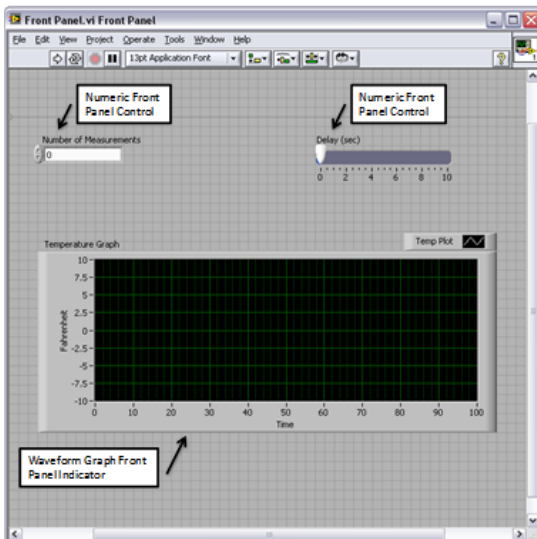 Front Panel.vi Front Panel
File Edit View Project Operate Tools Window Help
13pt Application Font
?
1
Numeric Front
Panel Control
Numeric Front
Panel Control
Number of Measurements
0
Delay (sec)
0 2 4 6 8 10
Temperature Graph
Temp Plot
10
7.5
5
2.5
0
-2.5
-5
-7.5
-10
Fahrenheit
0 10 20 30 40 50 60 70 80 90 100
Time
Waveform Graph Front
Panel Indicator